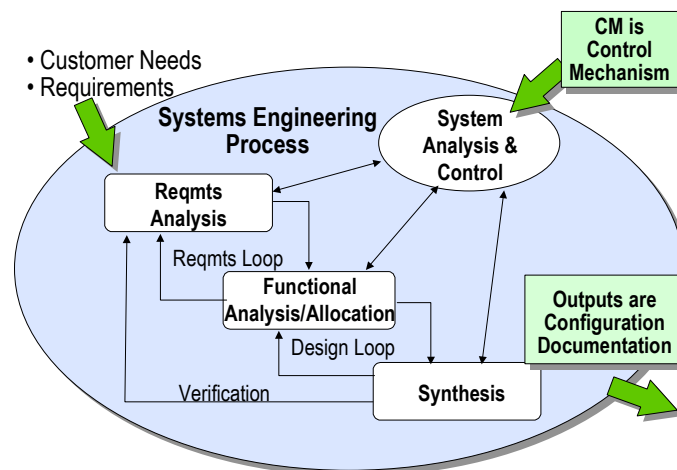 • Customer Needs
• Requirements
CM is
Control
Mechanism
Systems Engineering
Process
System
Analysis &
Control
Reqmts
Analysis
Reqmts Loop
Functional
Analysis/Allocation
Outputs are
Configuration
Documentation
Design Loop
Verification
Synthesis